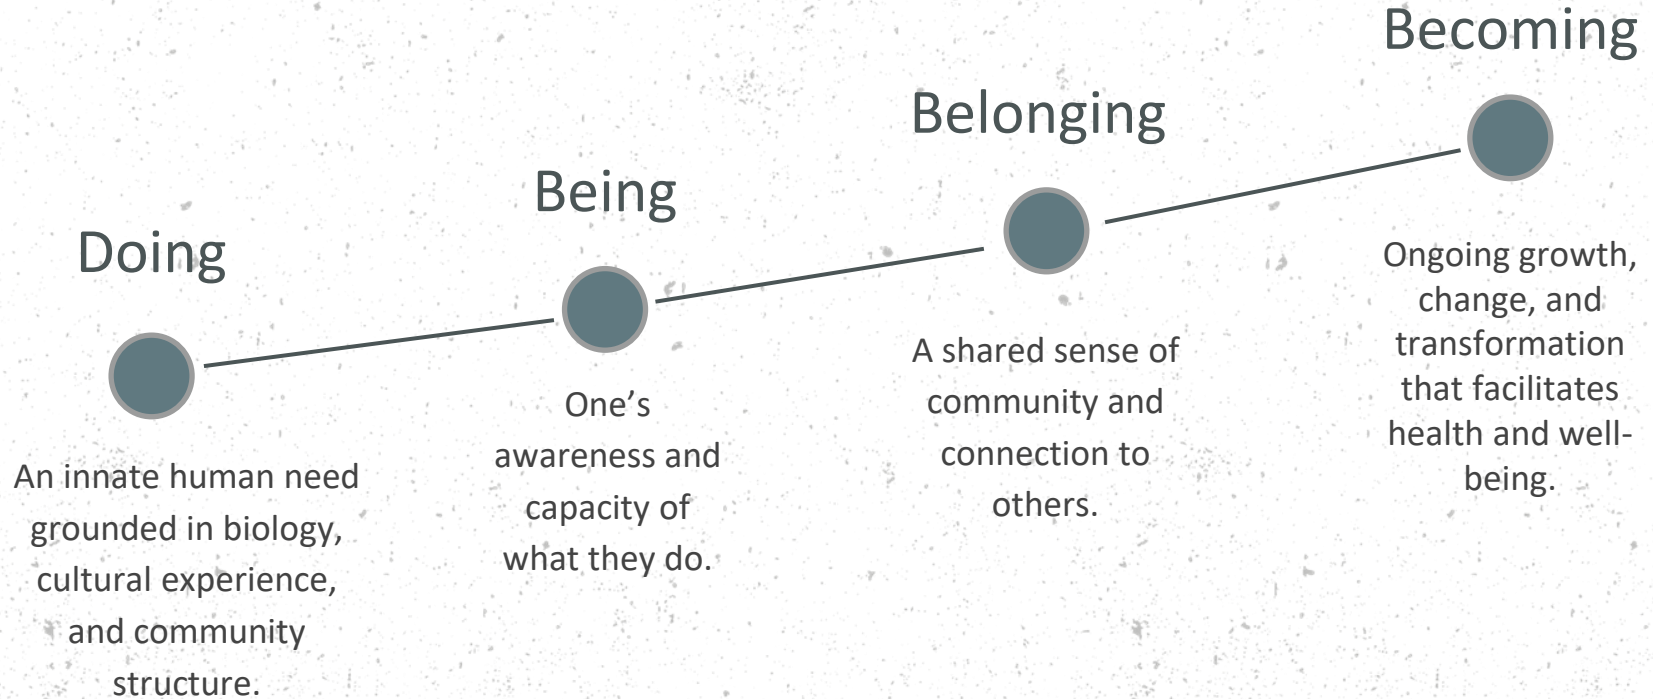 Doing
An innate human need
grounded in biology,
cultural experience,
and community
structure.
Being
One’s
awareness and
capacity of
what they do.
Belonging
A shared sense of
community and
connection to
others.
Becoming
Ongoing growth,
change, and
transformation
that facilitates
health and well-
being.